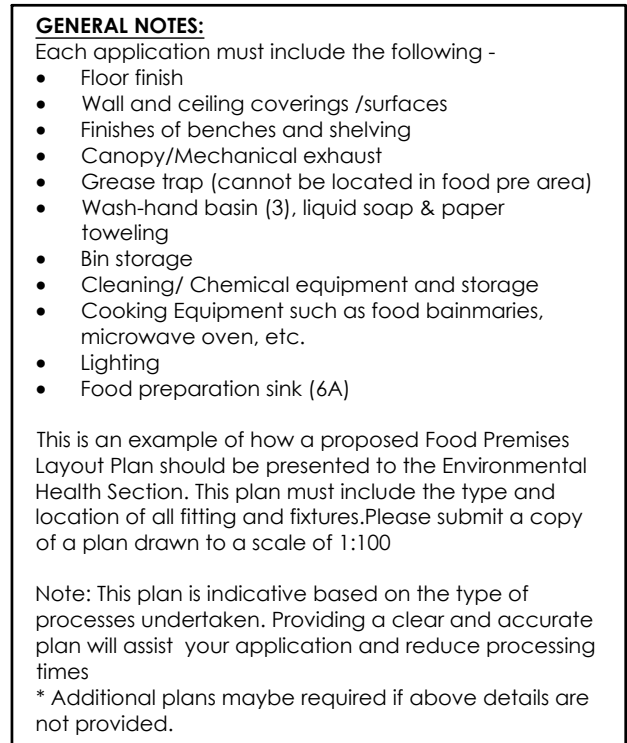 GENERAL NOTES:
Each application must include the following -
• Floor finish
• Wall and ceiling coverings /surfaces
• Finishes of benches and shelving
• Canopy/Mechanical exhaust
• Grease trap (cannot be located in food pre area)
• Wash-hand basin (3), liquid soap & paper
toweling
• Bin storage
• Cleaning/ Chemical equipment and storage
• Cooking Equipment such as food bainmaries,
microwave oven, etc.
• Lighting
• Food preparation sink (6A)
This is an example of how a proposed Food Premises
Layout Plan should be presented to the Environmental
Health Section. This plan must include the type and
location of all fitting and fixtures.Please submit a copy
of a plan drawn to a scale of 1:100
Note: This plan is indicative based on the type of
processes undertaken. Providing a clear and accurate
plan will assist your application and reduce processing
times
* Additional plans maybe required if above details are
not provided.